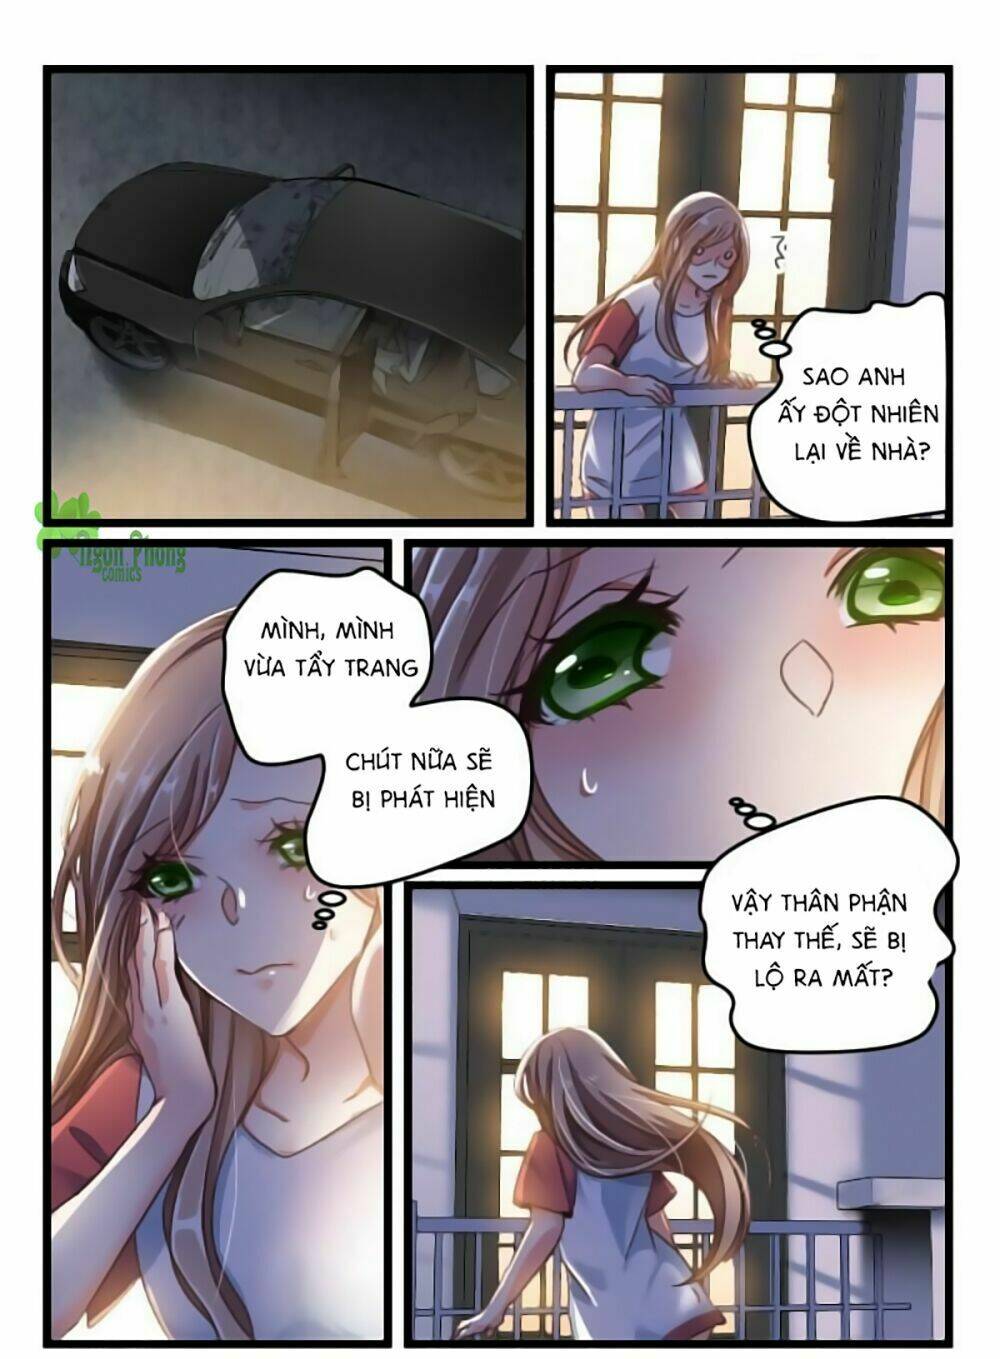 SAO ANH
ẤY ĐỘT NHIÊN
LẠI VỀ NHÀ?
Ngon Phong
comics
MÌNH, MÌNH
VỪA TẨY TRANG
CHÚT NỮA SẼ
BỊ PHÁT HIỆN
VẬY THÂN PHẬN
THAY THẾ, SẼ BỊ
LỘ RA MẤT?